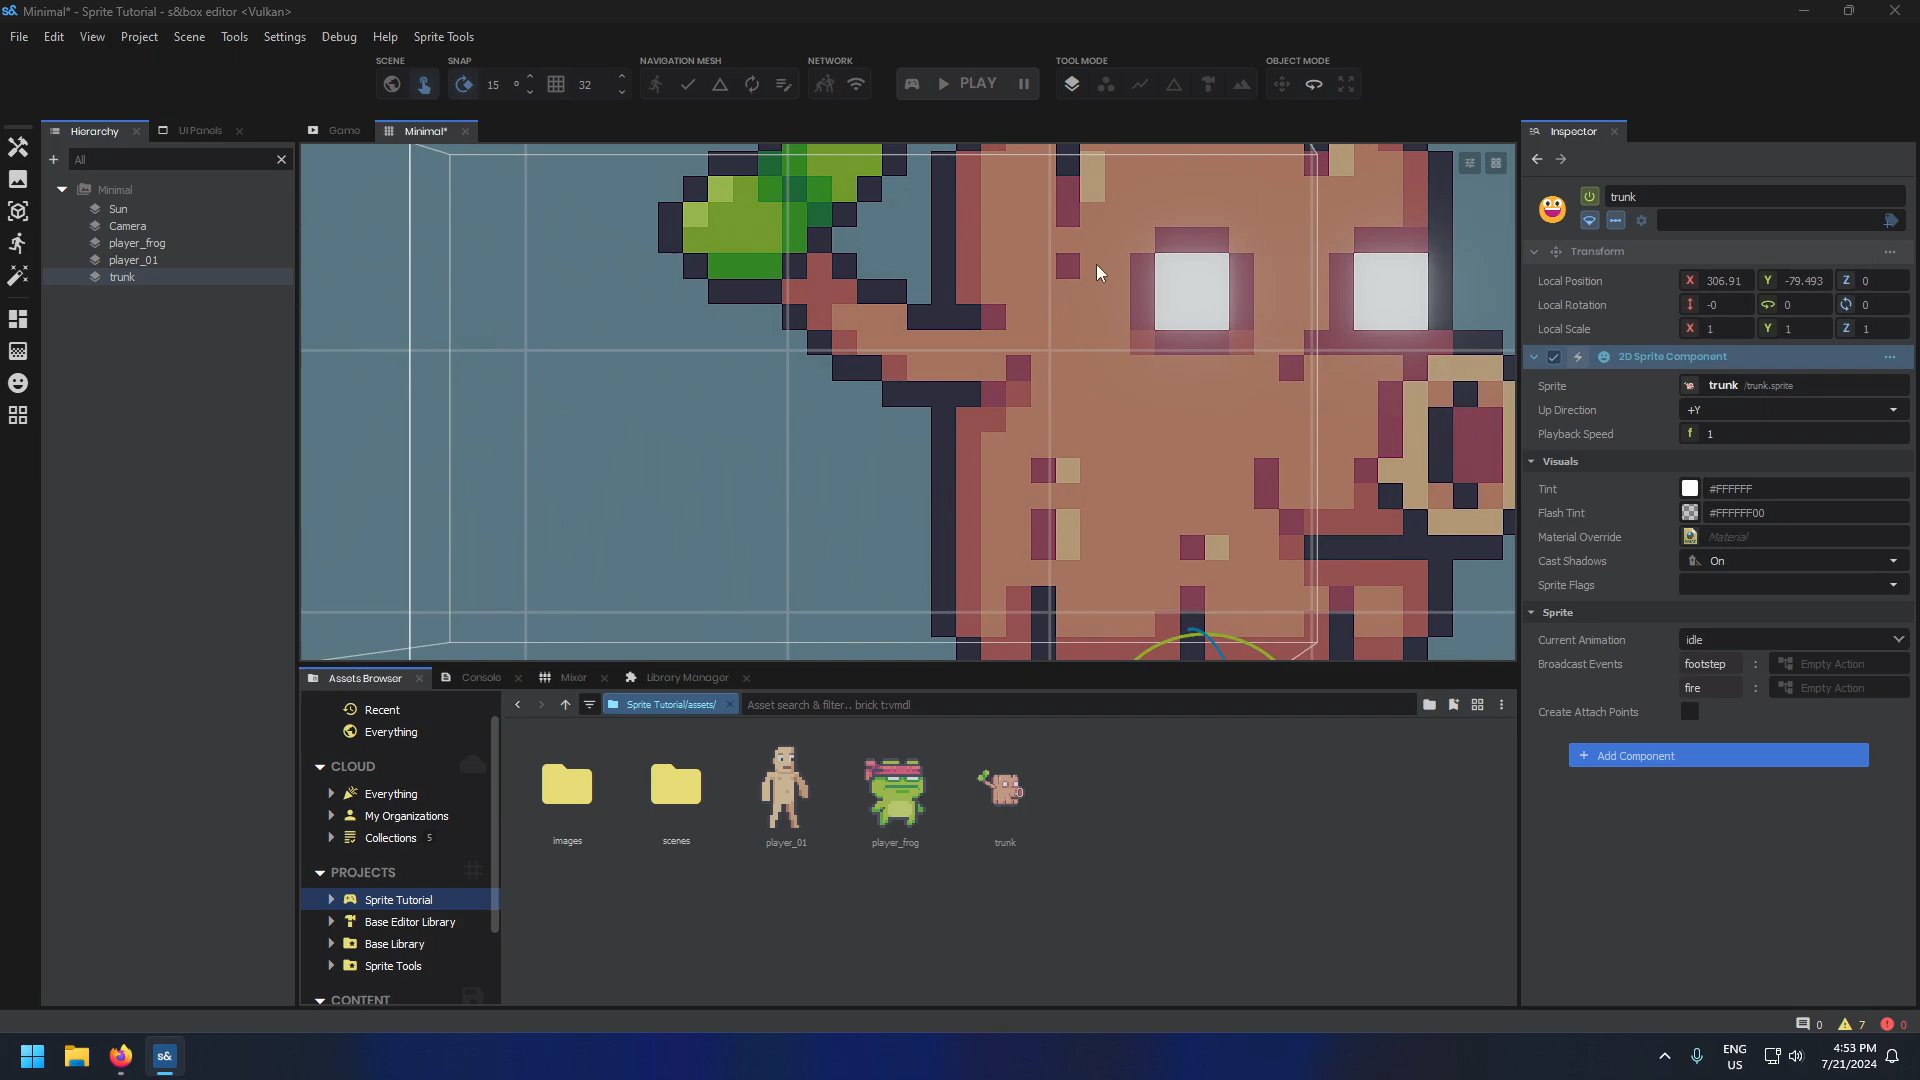 s& Minimal* - Sprite Tutorial - s&box editor <Vulkan>
File Edit View Project Scene Tools Settings Debug Help Sprite Tools
SCENE SNAP NAVIGATION MESH NETWORK TOOL MODE OBJECT MODE
15 ° 32 PLAY
Hierarchy UI Panels Game Minimal* Inspector
All
Minimal
Sun
Camera
player_frog
player_01
trunk
trunk
Transform
Local Position X 306.91 Y -79.493 Z 0
Local Rotation -0 0 0
Local Scale X 1 Y 1 Z 1
2D Sprite Component
Sprite trunk /trunk.sprite
Up Direction +Y
Playback Speed f 1
Visuals
Tint #FFFFFF
Flash Tint #FFFFFF00
Material Override Material
Cast Shadows On
Sprite Flags
Sprite
Current Animation idle
Broadcast Events footstep : Empty Action
fire : Empty Action
Create Attach Points
+ Add Component
Assets Browser Console Mixer Library Manager
Sprite Tutorial/assets/ Asset search & filter.. brick t:vmdl
Recent
Everything
CLOUD
Everything
My Organizations
Collections 5
PROJECTS
Sprite Tutorial
Base Editor Library
Base Library
Sprite Tools
CONTENT
images scenes player_01 player_frog trunk
0 7 0
s& ENG US 4:53 PM 7/21/2024